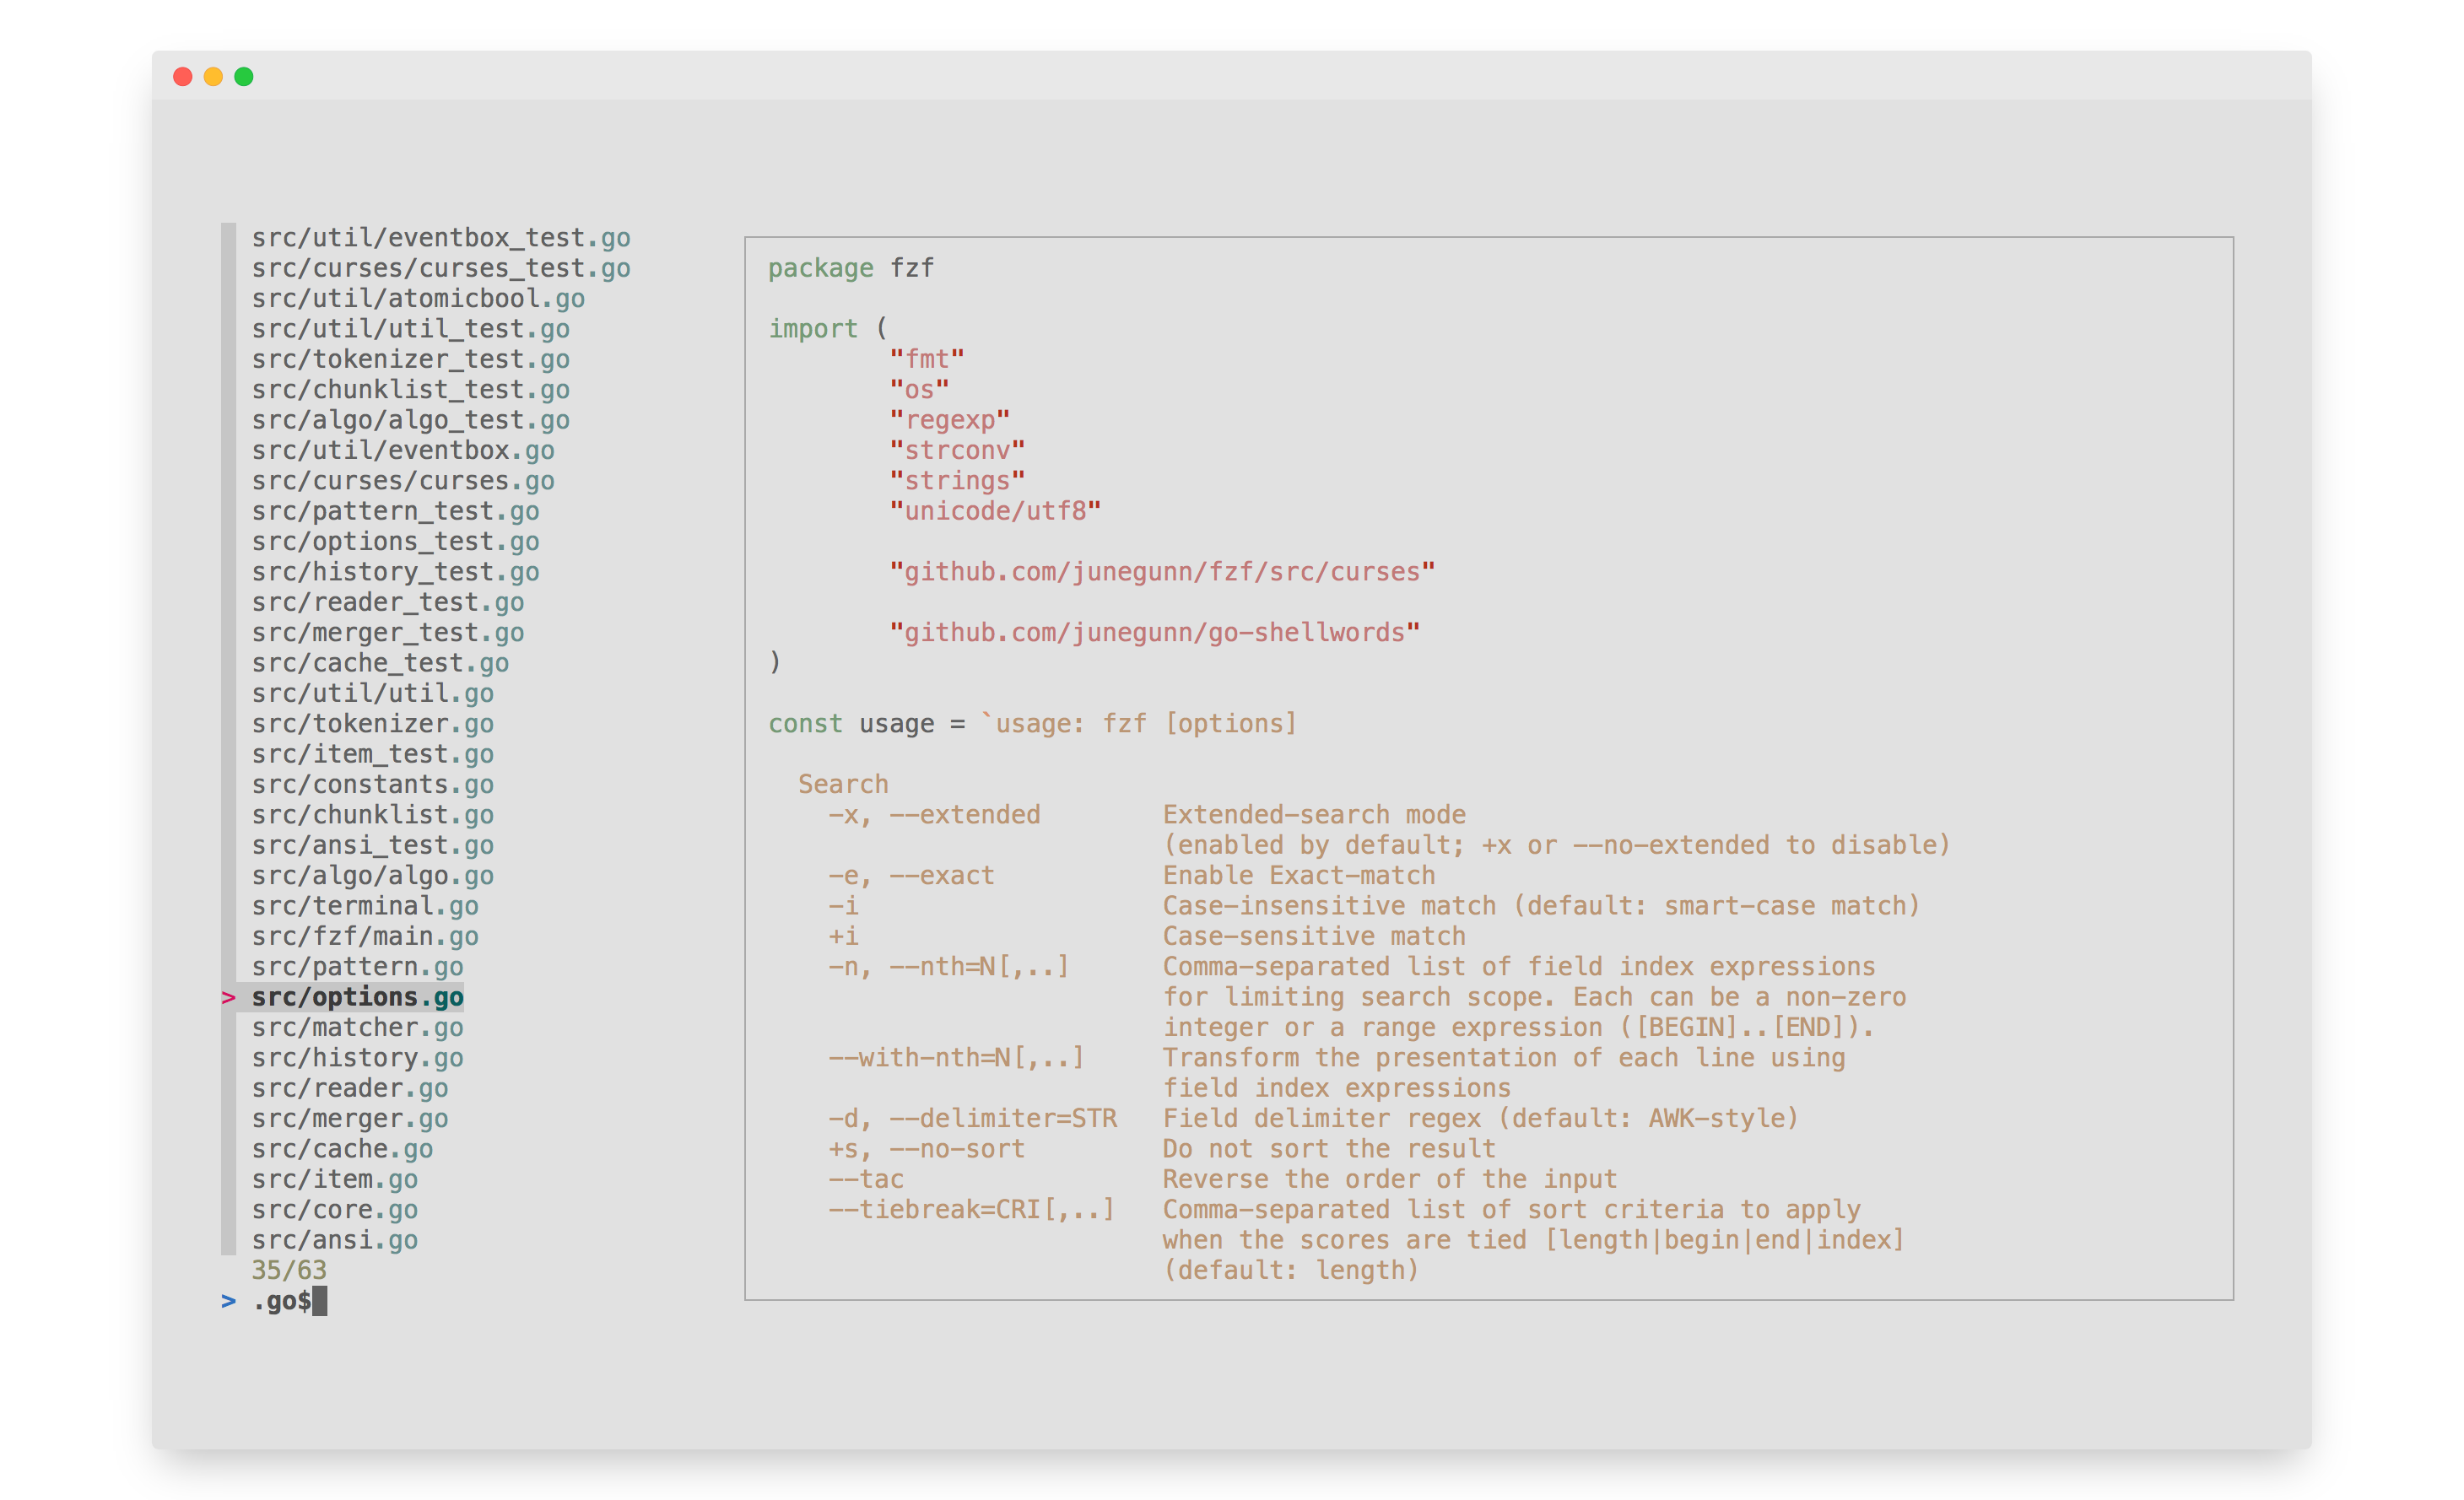 src/util/eventbox_test.go
src/curses/curses_test.go
src/util/atomicbool.go
src/util/util_test.go
src/tokenizer_test.go
src/chunklist_test.go
src/algo/algo_test.go
src/util/eventbox.go
src/curses/curses.go
src/pattern_test.go
src/options_test.go
src/history_test.go
src/reader_test.go
src/merger_test.go
src/cache_test.go
src/util/util.go
src/tokenizer.go
src/item_test.go
src/constants.go
src/chunklist.go
src/ansi_test.go
src/algo/algo.go
src/terminal.go
src/fzf/main.go
src/pattern.go
> src/options.go
src/matcher.go
src/history.go
src/reader.go
src/merger.go
src/cache.go
src/item.go
src/core.go
src/ansi.go
35/63
> .go$
package fzf
import (
"fmt"
"os"
"regexp"
"strconv"
"strings"
"unicode/utf8"
"github.com/junegunn/fzf/src/curses"
"github.com/junegunn/go-shellwords"
)
const usage = `usage: fzf [options]
Search
-x, --extended Extended-search mode
(enabled by default; +x or --no-extended to disable)
-e, --exact Enable Exact-match
-i Case-insensitive match (default: smart-case match)
+i Case-sensitive match
-n, --nth=N[,..] Comma-separated list of field index expressions
for limiting search scope. Each can be a non-zero
integer or a range expression ([BEGIN]..[END]).
--with-nth=N[,..] Transform the presentation of each line using
field index expressions
-d, --delimiter=STR Field delimiter regex (default: AWK-style)
+s, --no-sort Do not sort the result
--tac Reverse the order of the input
--tiebreak=CRI[,..] Comma-separated list of sort criteria to apply
when the scores are tied [length|begin|end|index]
(default: length)